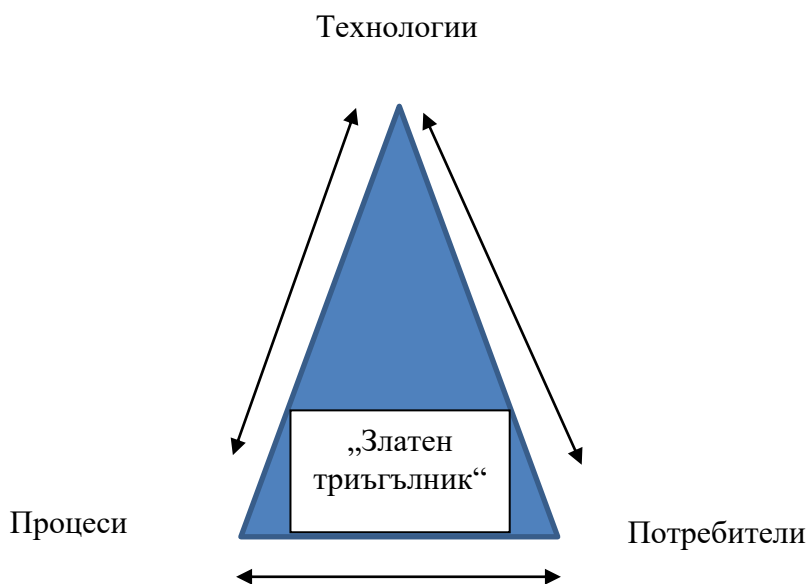 Технологии
„Златен
триъгълник“
Процеси
Потребители